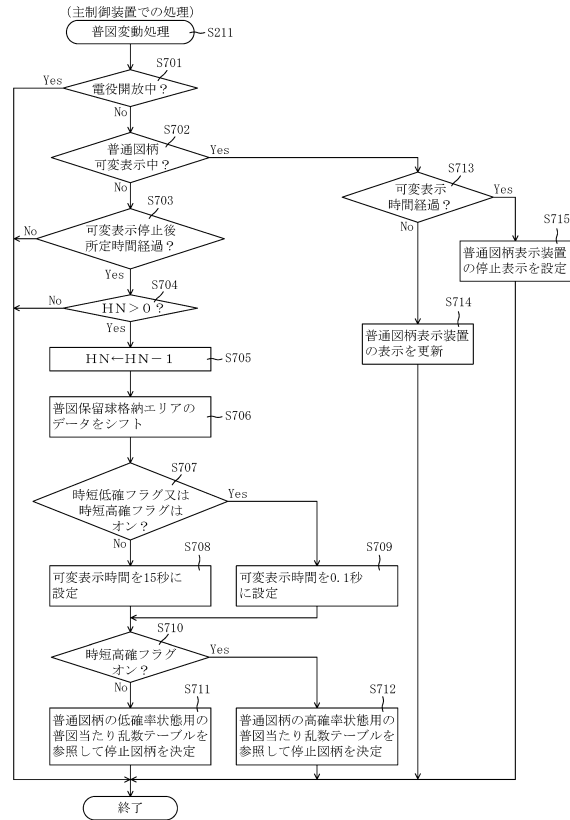 (主制御装置での処理)
普図変動処理
S211
S701
電役開放中？
Yes
No
S702
普通図柄
可変表示中？
Yes
No
S703
可変表示停止後
所定時間経過？
No
Yes
S704
HN＞0？
No
Yes
HN←HN－1
S705
普図保留球格納エリアの
データをシフト
S706
S707
時短低確フラグ又は
時短高確フラグは
オン？
Yes
No
S708
可変表示時間を15秒に
設定
S709
可変表示時間を0.1秒
に設定
S710
時短高確フラグ
オン？
Yes
No
S711
普通図柄の低確率状態用の
普図当たり乱数テーブルを
参照して停止図柄を決定
S712
普通図柄の高確率状態用の
普図当たり乱数テーブルを
参照して停止図柄を決定
S713
可変表示
時間経過？
Yes
No
S714
普通図柄表示装置
の表示を更新
S715
普通図柄表示装置
の停止表示を設定
終了